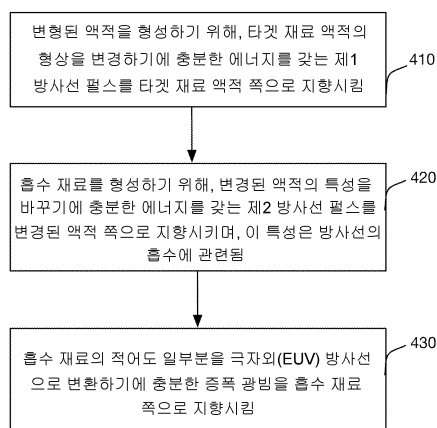 변형된 액적을 형성하기 위해, 타겟 재료 액적의
형상을 변경하기에 충분한 에너지를 갖는 제1
방사선 펄스를 타겟 재료 액적 쪽으로 지향시킴
410
흡수 재료를 형성하기 위해, 변경된 액적의 특성을
바꾸기에 충분한 에너지를 갖는 제2 방사선 펄스를
변경된 액적 쪽으로 지향시키며, 이 특성은 방사선의
흡수에 관련됨
420
흡수 재료의 적어도 일부분을 극자외(EUV) 방사선
으로 변환하기에 충분한 증폭 광빔을 흡수 재료
쪽으로 지향시킴
430